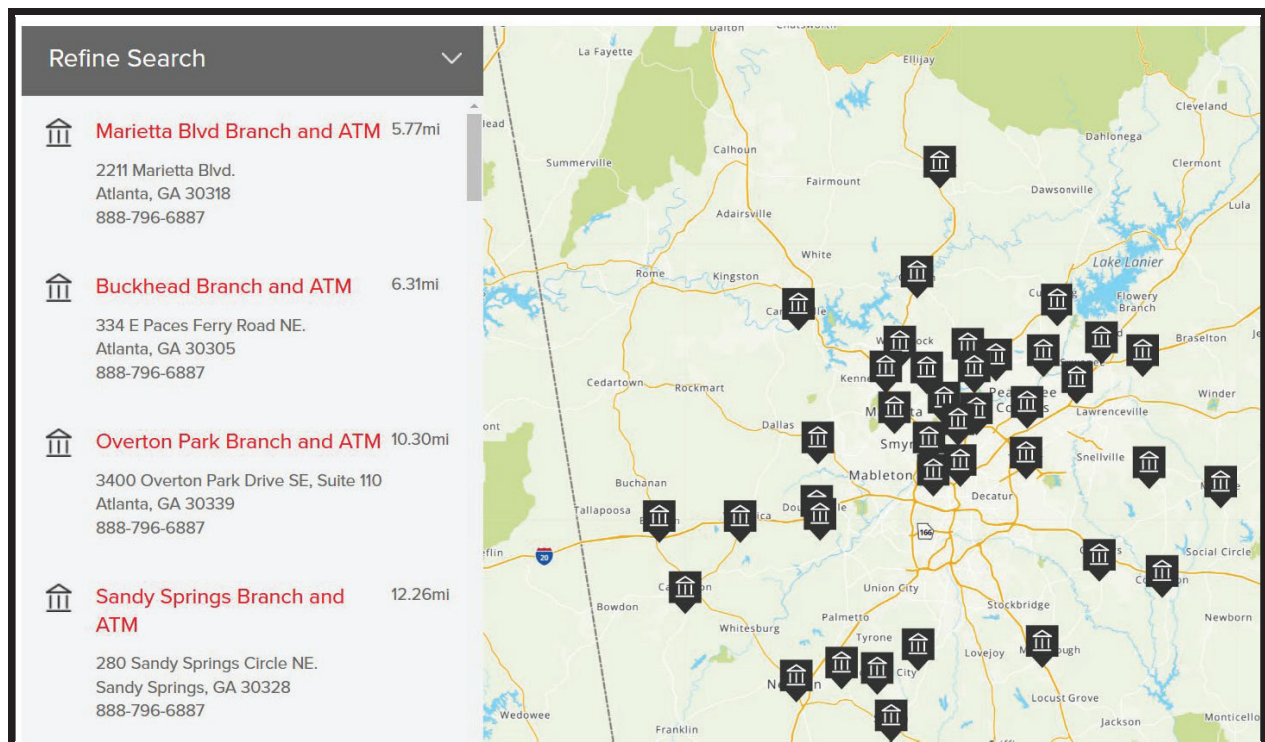 Refine Search
Marietta Blvd Branch and ATM 5.77mi
2211 Marietta Blvd.
Atlanta, GA 30318
888-796-6887
Buckhead Branch and ATM 6.31mi
334 E Paces Ferry Road NE.
Atlanta, GA 30305
888-796-6887
Overton Park Branch and ATM 10.30mi
3400 Overton Park Drive SE, Suite 110
Atlanta, GA 30339
888-796-6887
Sandy Springs Branch and 12.26mi
ATM
280 Sandy Springs Circle NE.
Sandy Springs, GA 30328
888-796-6887
Dalton
La Fayette
Ellijay
Cleveland
Dahlonega
Calhoun
Summerville
Clermont
Fairmount
Dawsonville
Lula
Adairsville
White
Lake Lanier
Rome
Kingston
Flowery
Branch
Braselton
Cedartown
Rockmart
Winder
Lawrenceville
Dallas
Snellville
Mableton
Buchanan
Decatur
Tallapoosa
166
20
Social Circle
Union City
Bowdon
Stockbridge
Palmetto
Newborn
Whitesburg
Tyrone
Lovejoy
City
Locust Grove
Wedowee
Jackson
Monticello
Franklin